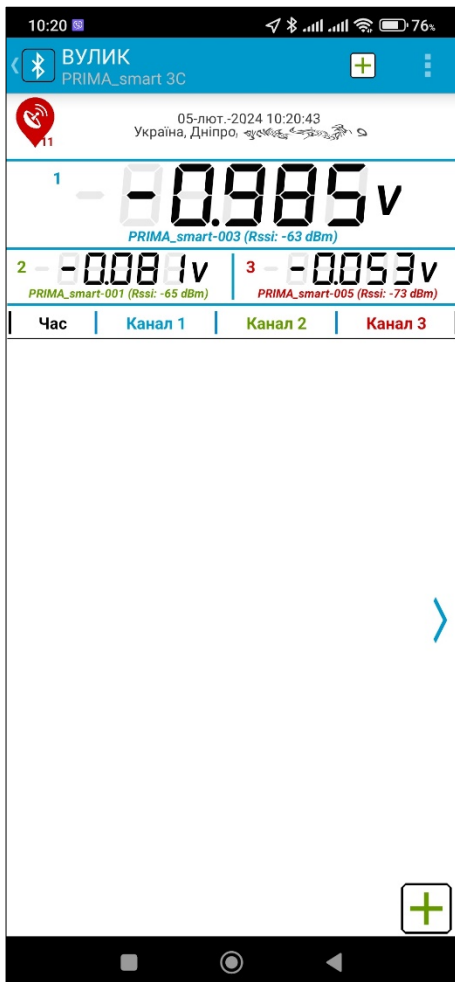 10:20 76%
ВУЛИК
PRIMA_smart 3C
11
05-лют.-2024 10:20:43
Україна, Дніпро,
1
-0.985 v
PRIMA_smart-003 (Rssi: -63 dBm)
2 -0.081 v 3 -0.053 v
PRIMA_smart-001 (Rssi: -65 dBm) PRIMA_smart-005 (Rssi: -73 dBm)
Час Канал 1 Канал 2 Канал 3